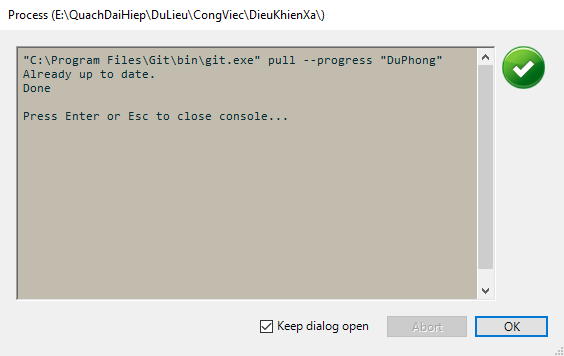 Process (E:\QuachDaiHiep\DuLieu\CongViec\DieuKhienXa\)
"C:\Program Files\Git\bin\git.exe" pull --progress "DuPhong"
Already up to date.
Done
Press Enter or Esc to close console...
Keep dialog open
Abort
OK